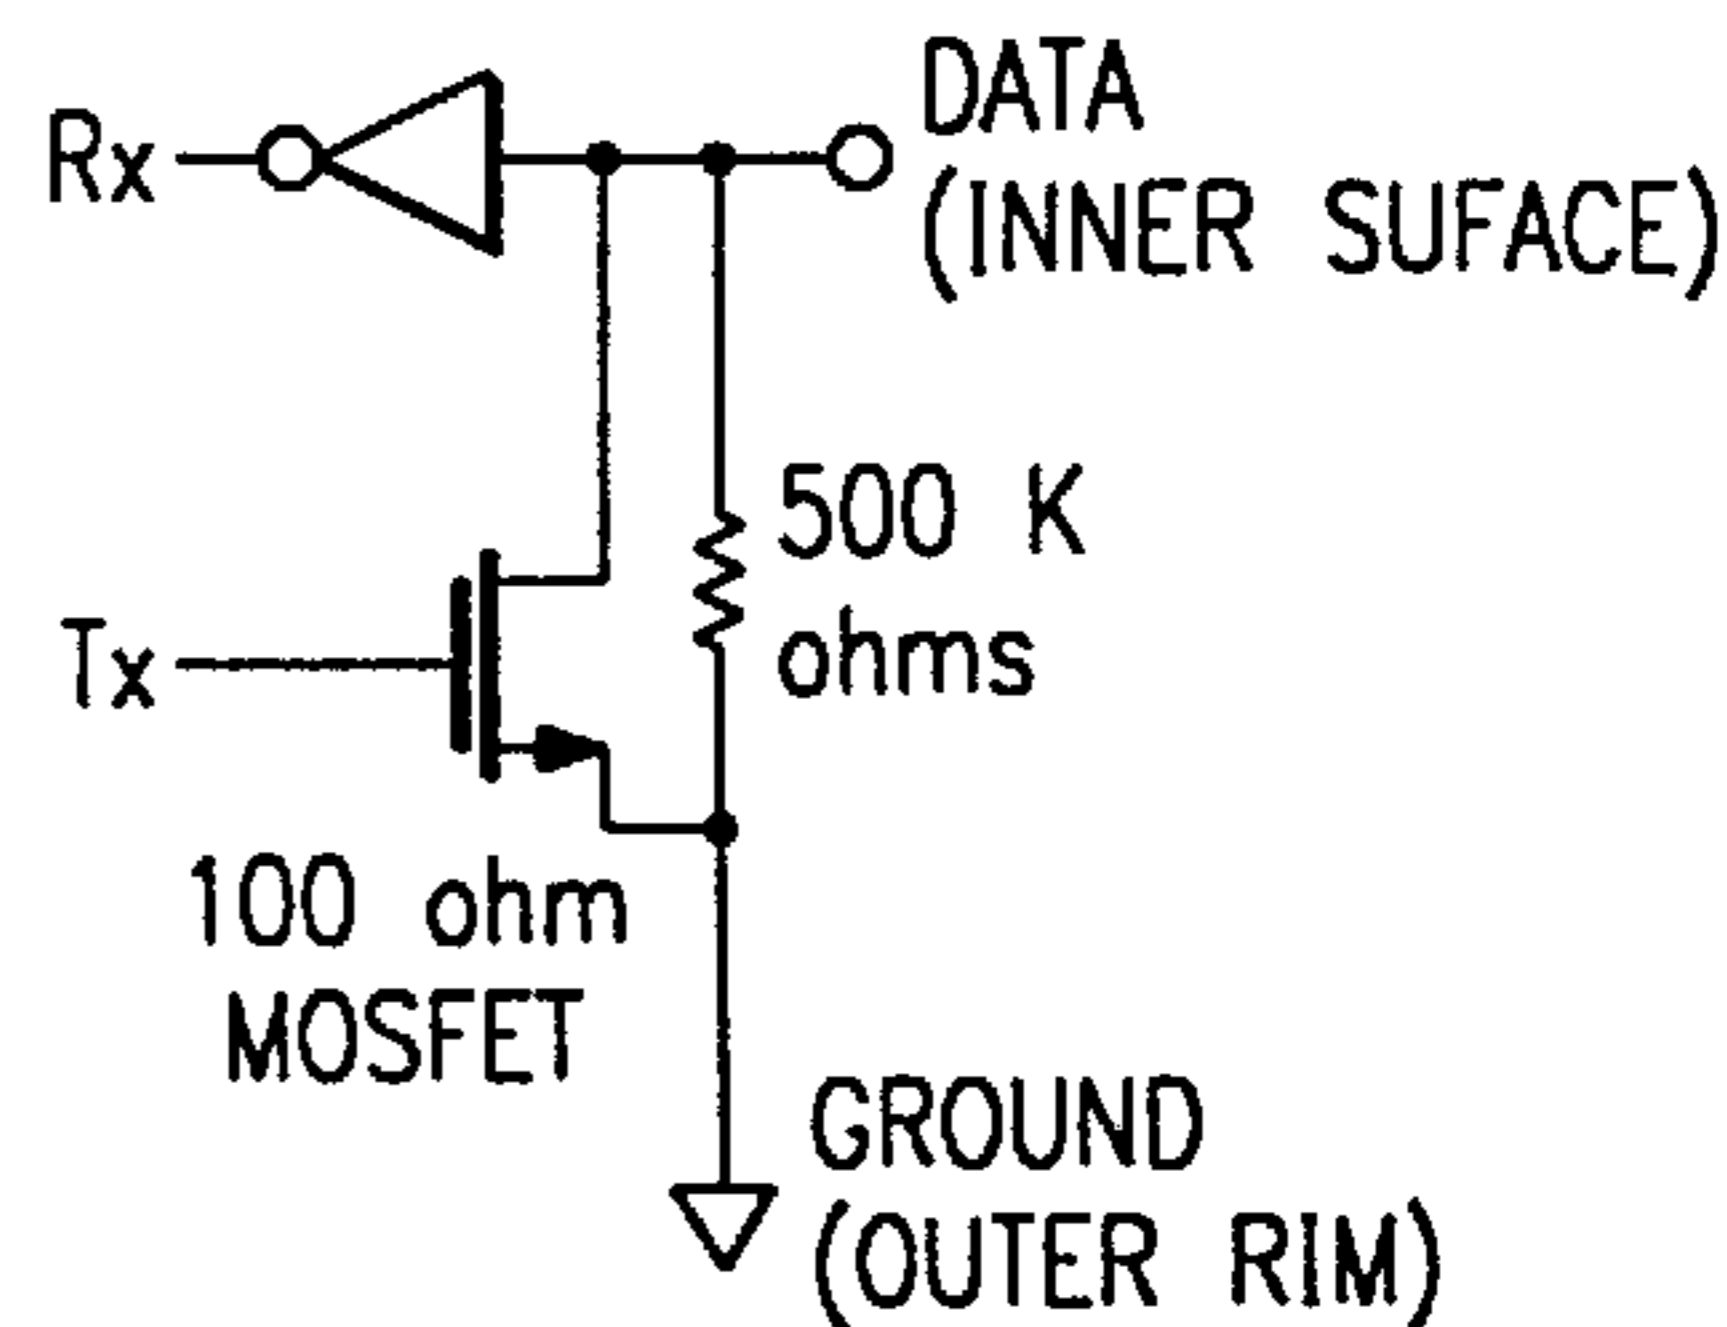 Rx
DATA
(INNER SUFACE)
500 K
ohms
Tx
100 ohm
MOSFET
GROUND
(OUTER RIM)